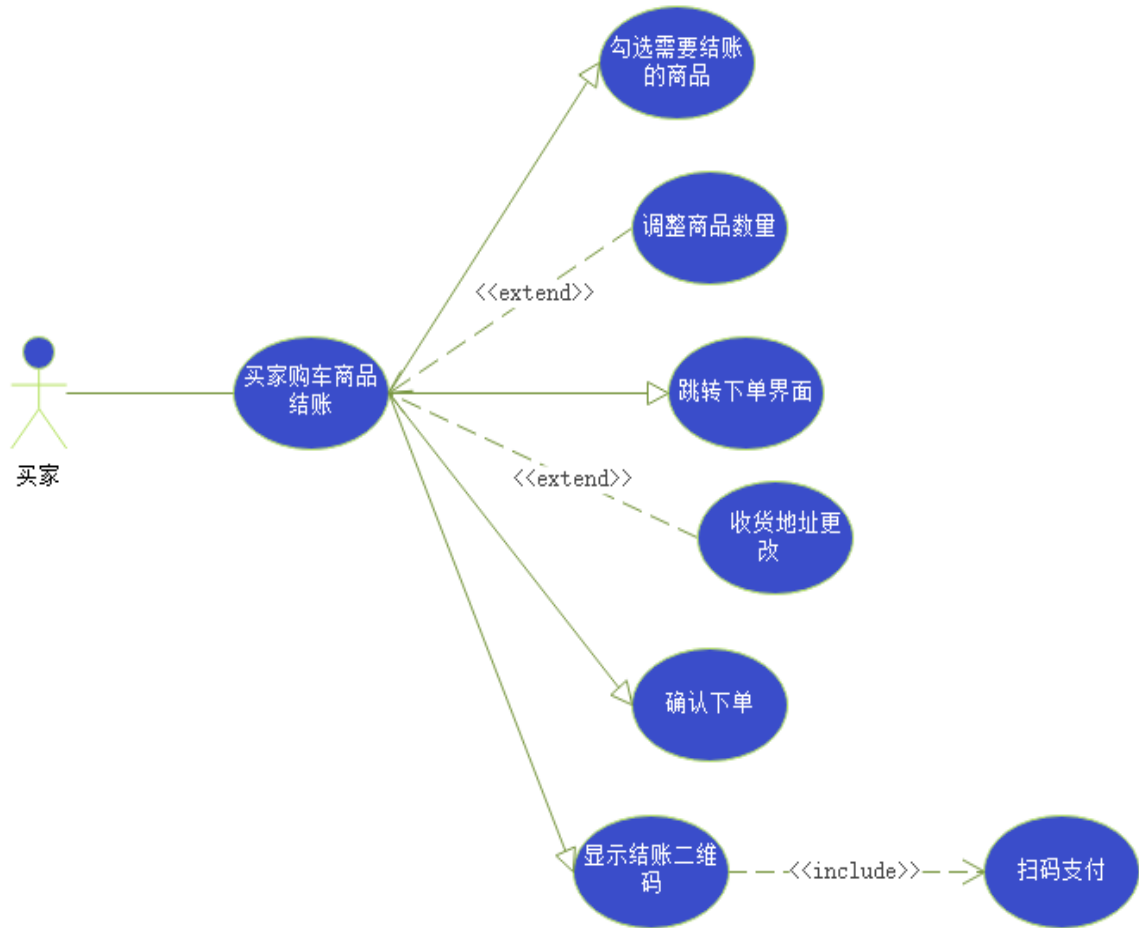 勾选需要结账
的商品
调整商品数量
<<extend>>
买家购车商品
结账
跳转下单界面
买家
<<extend>>
收货地址更
改
确认下单
显示结账二维
码
<<include>>
扫码支付